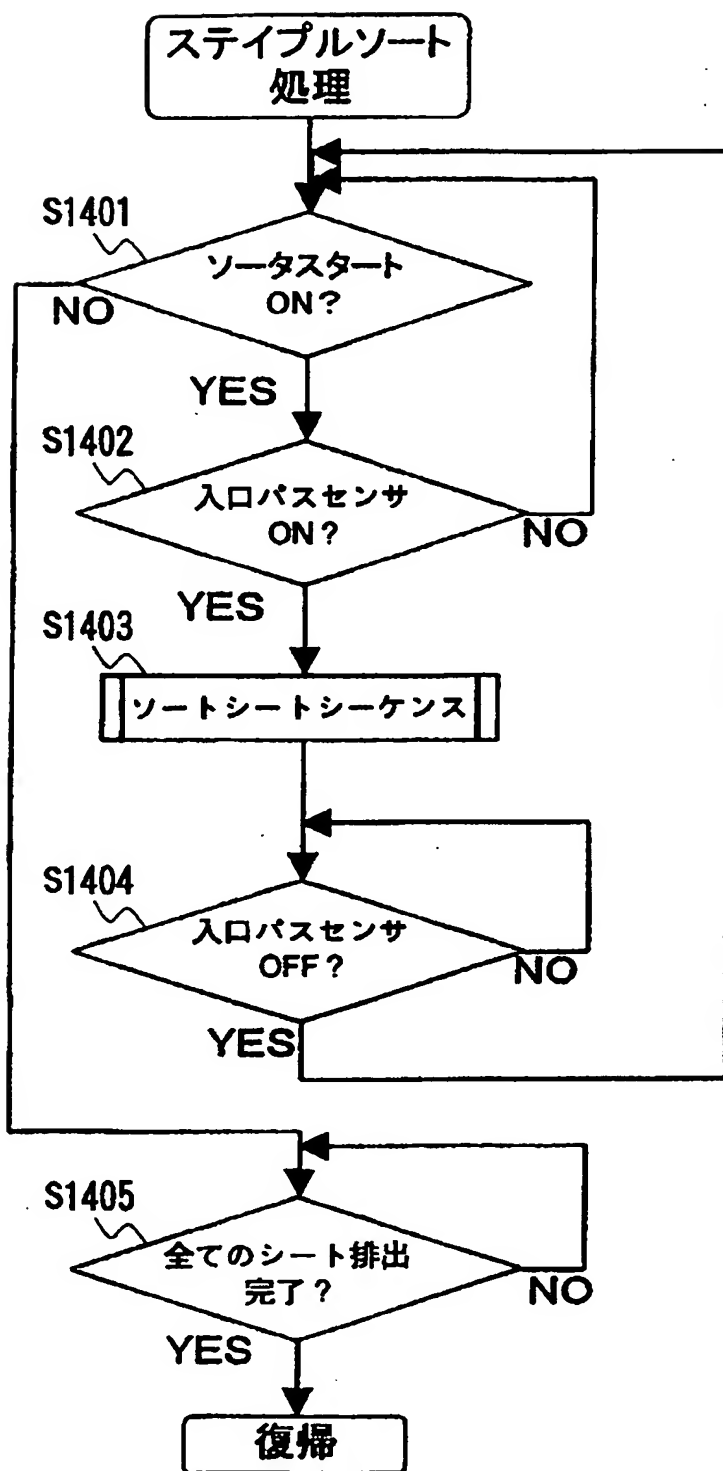 ステイプルソート
処理
S1401
ソータスタート
ON?
NO
YES
S1402
入口パスセンサ
ON?
NO
YES
S1403
ソートシートシーケンス
S1404
入口パスセンサ
OFF?
NO
YES
S1405
全てのシート排出
完了?
NO
YES
復帰